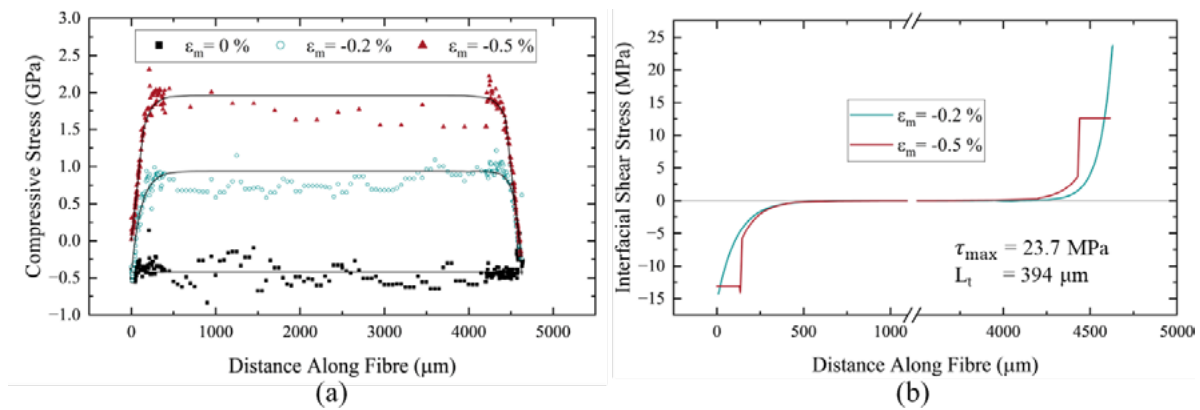 3.0
2.5
2.0
1.5
1.0
0.5
0.0
−0.5
−1.0
Compressive Stress (GPa)
εm= 0 % εm= -0.2 % εm= -0.5 %
0 1000 2000 3000 4000 5000
Distance Along Fibre (μm)
(a)
25
20
15
10
5
0
−5
−10
−15
Interfacial Shear Stress (MPa)
εm= -0.2 %
εm= -0.5 %
τmax = 23.7 MPa
Lt = 394 μm
0 500 1000 4000 4500 5000
Distance Along Fibre (μm)
(b)